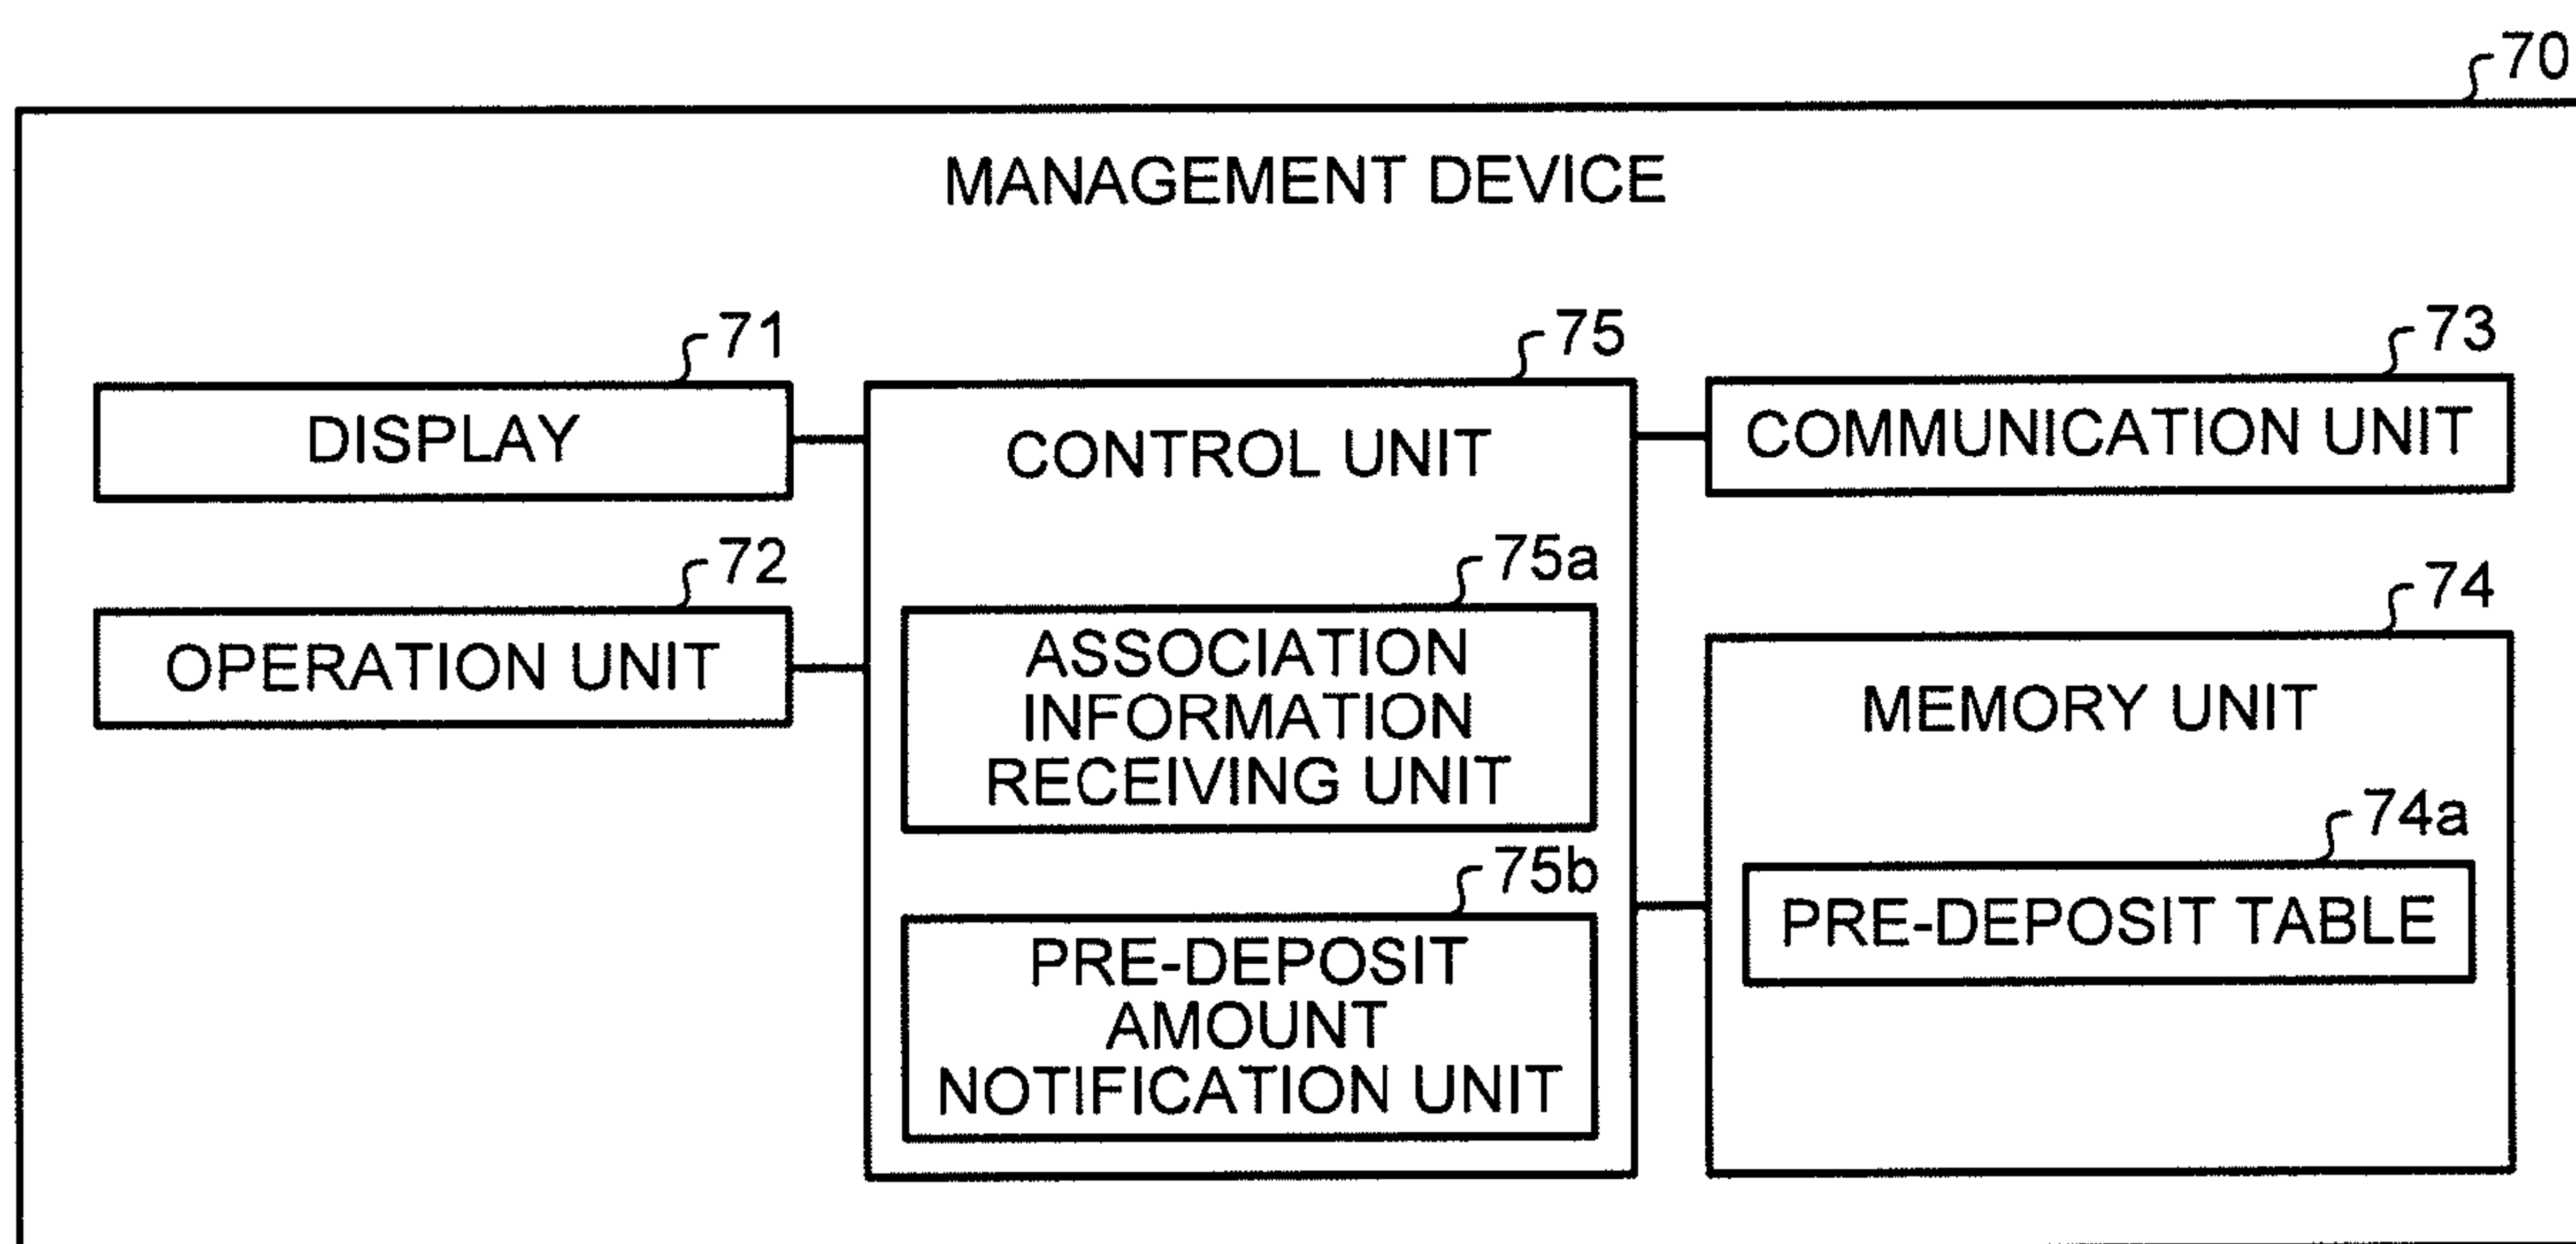 70
MANAGEMENT DEVICE
71
DISPLAY
72
OPERATION UNIT
75
CONTROL UNIT
75a
ASSOCIATION
INFORMATION
RECEIVING UNIT
75b
PRE-DEPOSIT
AMOUNT
NOTIFICATION UNIT
73
COMMUNICATION UNIT
74
MEMORY UNIT
74a
PRE-DEPOSIT TABLE